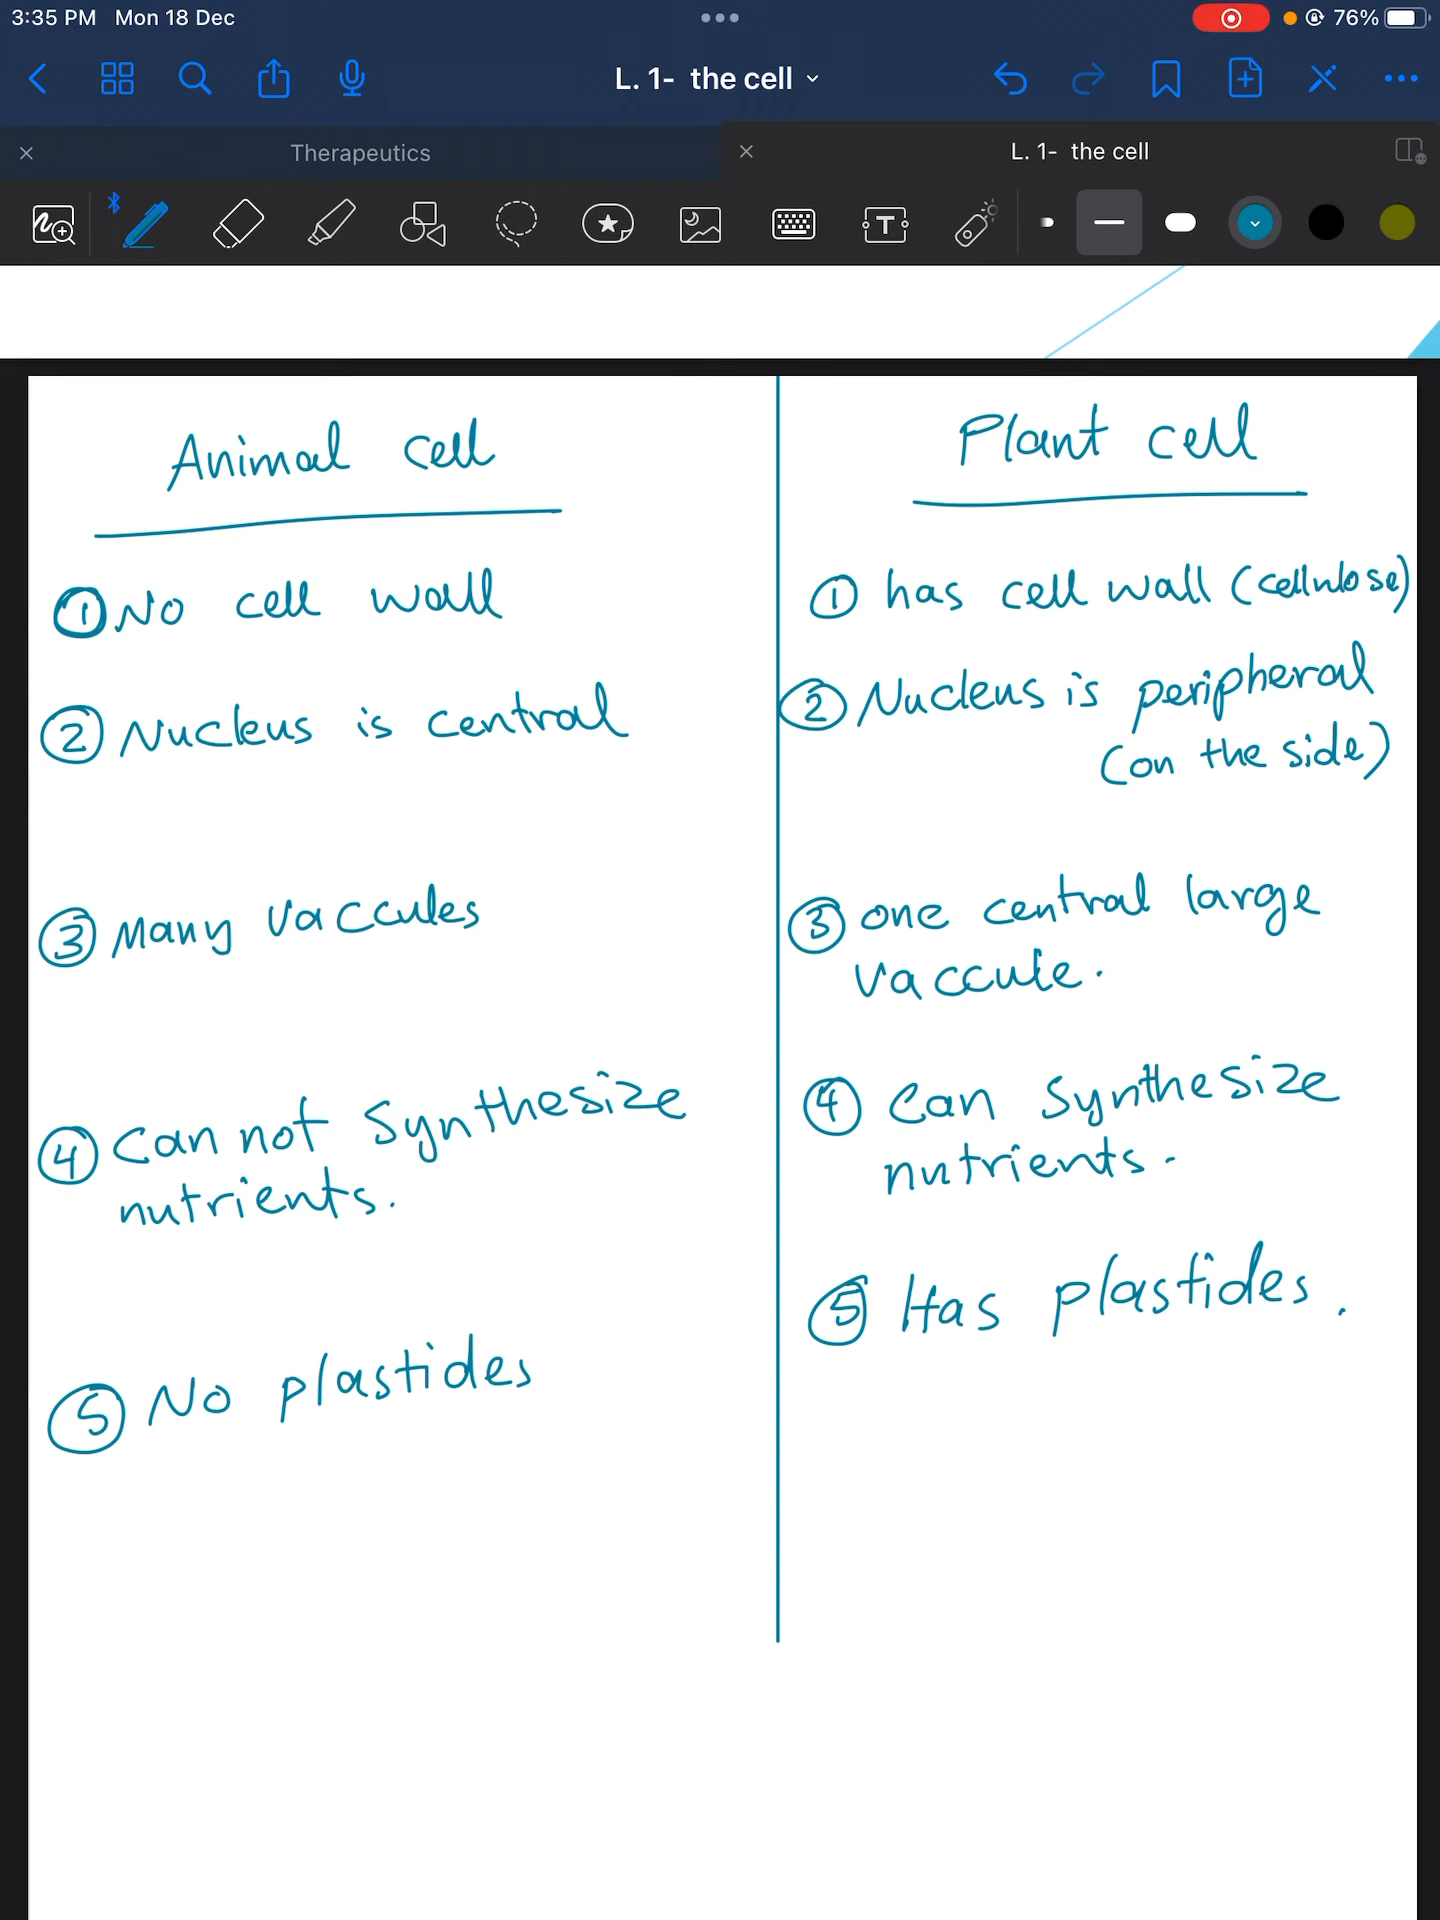 3:35 PM Mon 18 Dec
76%
L. 1- the cell
Therapeutics
L. 1- the cell
T
Animal cell
① No cell wall
② Nucleus is central
③ Many vaccules
④ Can not synthesize
nutrients.
⑤ No plastides
Plant cell
① has cell wall (cellulose)
② Nucleus is peripheral
(on the side)
③ one central large
vaccule.
④ Can synthesize
nutrients.
⑤ Has plastides.